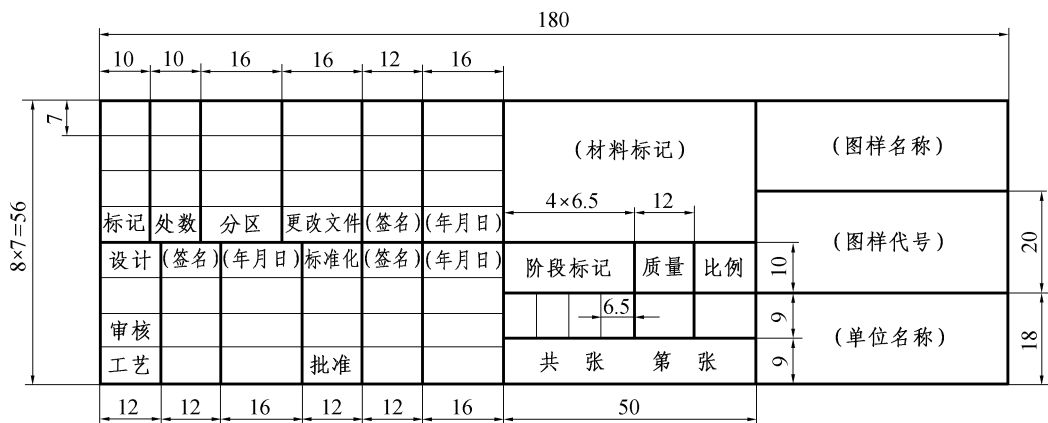 180
10 10 16 16 12 16
7
(材料标记) (图样名称)
4×6.5 12
标记 处数 分区 更改文件 (签名) (年月日)
(图样代号) 20
8×7=56
设计 (签名) (年月日) 标准化 (签名) (年月日) 阶段标记 质量 比例 10
6.5 9
审核 (单位名称) 18
工艺 批准 共 张 第 张 9
12 12 16 12 12 16 50